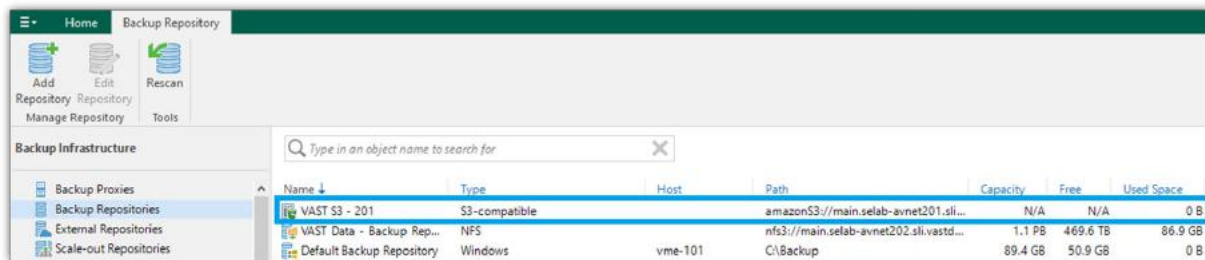 Home Backup Repository
Add Repository Edit Repository Rescan
Manage Repository Tools
Backup Infrastructure
Type in an object name to search for
Backup Proxies
Backup Repositories
External Repositories
Scale-out Repositories
Name Type Host Path Capacity Free Used Space
VAST S3 - 201 S3-compatible amazonS3://main.selab-avnet201.sli... N/A N/A 0 B
VAST Data - Backup Rep... NFS nfs3://main.selab-avnet202.sli.vastd... 1.1 PB 469.6 TB 86.9 GB
Default Backup Repository Windows vme-101 C:\Backup 89.4 GB 50.9 GB 0 B